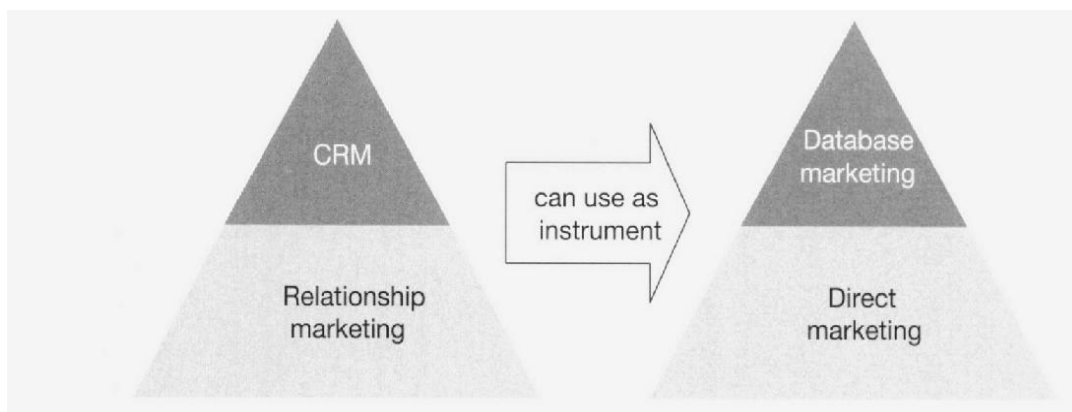 CRM
Relationship
marketing
can use as
instrument
Database
marketing
Direct
marketing